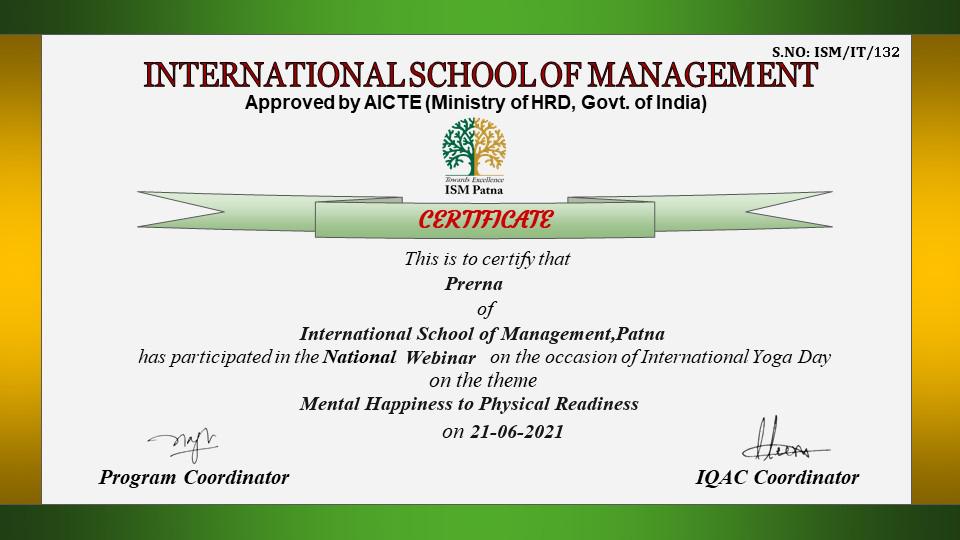 S.NO: ISM/IT/132
INTERNATIONAL SCHOOL OF MANAGEMENT
Approved by AICTE (Ministry of HRD, Govt. of India)
Towards Excellence
ISM Patna
CERTIFICATE
This is to certify that
Prerna
of
International School of Management,Patna
has participated in the National Webinar on the occasion of International Yoga Day
on the theme
Mental Happiness to Physical Readiness
on 21-06-2021
Program Coordinator
IQAC Coordinator